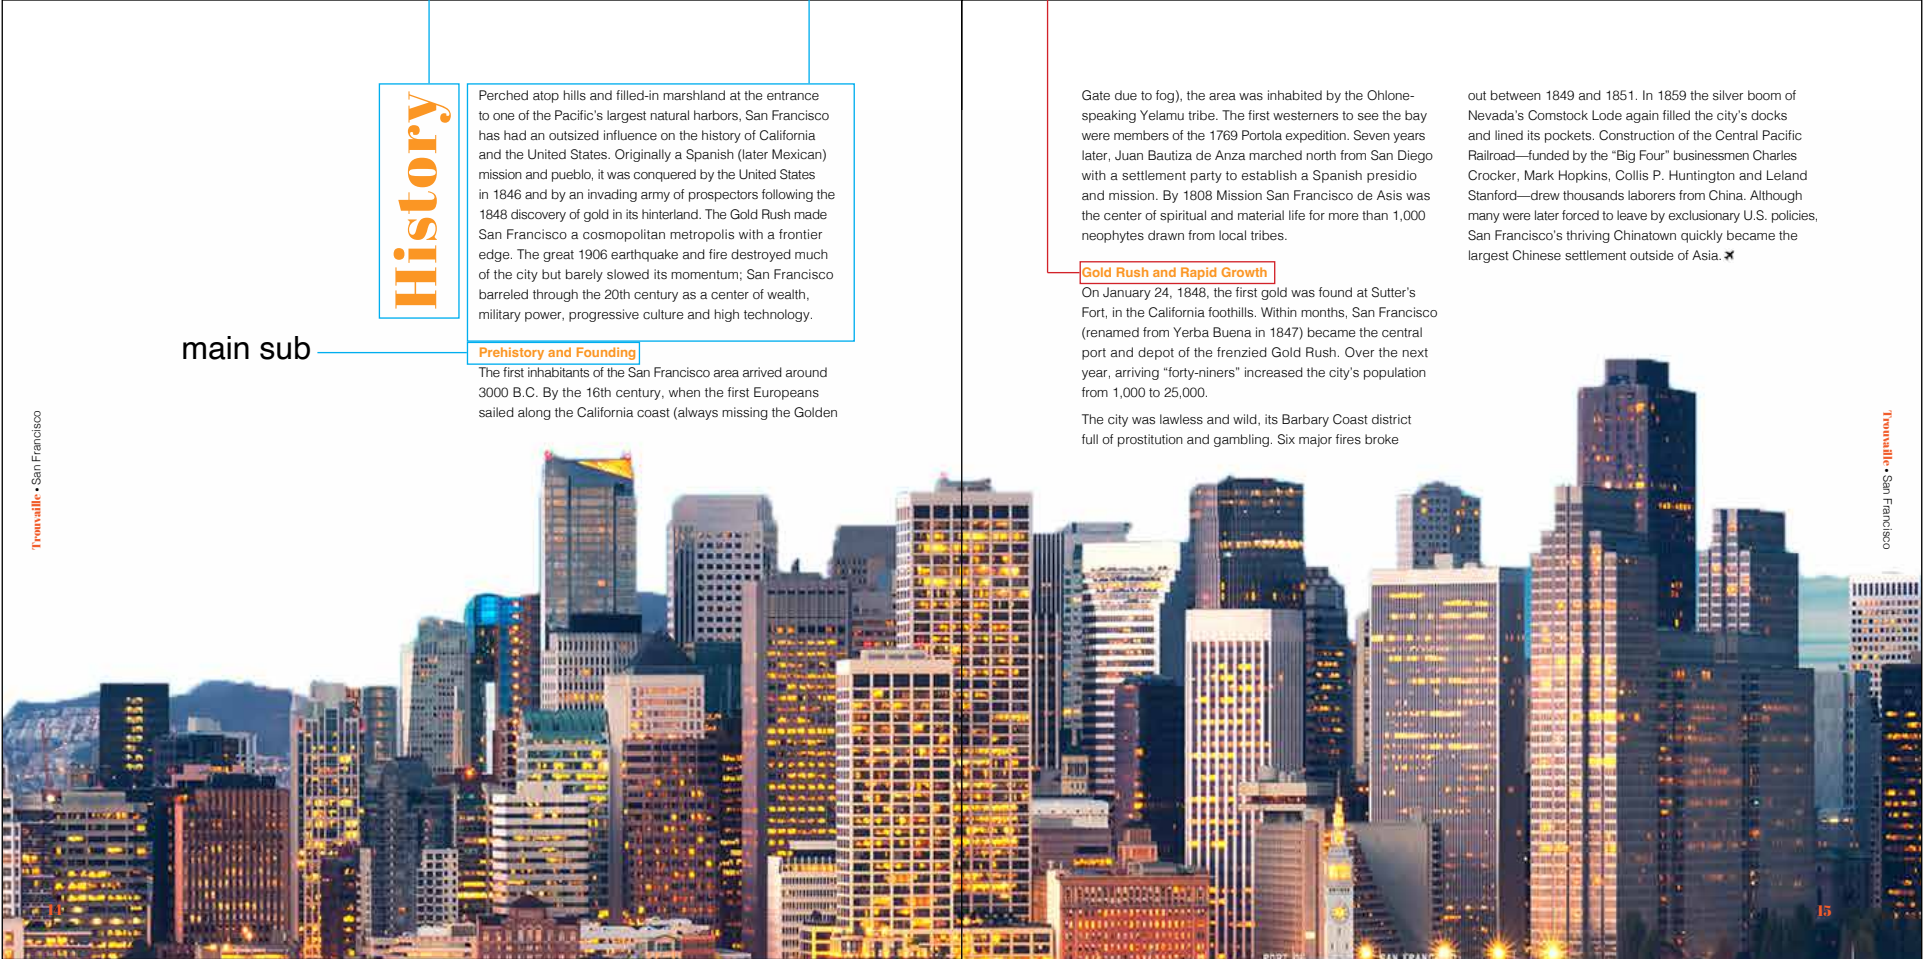 History
Perched atop hills and filled-in marshland at the entrance
to one of the Pacific's largest natural harbors, San Francisco
has had an outsized influence on the history of California
and the United States. Originally a Spanish (later Mexican)
mission and pueblo, it was conquered by the United States
in 1846 and by an invading army of prospectors following the
1848 discovery of gold in its hinterland. The Gold Rush made
San Francisco a cosmopolitan metropolis with a frontier
edge. The great 1906 earthquake and fire destroyed much
of the city but barely slowed its momentum; San Francisco
barreled through the 20th century as a center of wealth,
military power, progressive culture and high technology.
main sub
Prehistory and Founding
The first inhabitants of the San Francisco area arrived around
3000 B.C. By the 16th century, when the first Europeans
sailed along the California coast (always missing the Golden
Trouvaille • San Francisco
14
Gate due to fog), the area was inhabited by the Ohlone-
speaking Yelamu tribe. The first westerners to see the bay
were members of the 1769 Portola expedition. Seven years
later, Juan Bautiza de Anza marched north from San Diego
with a settlement party to establish a Spanish presidio
and mission. By 1808 Mission San Francisco de Asis was
the center of spiritual and material life for more than 1,000
neophytes drawn from local tribes.
Gold Rush and Rapid Growth
On January 24, 1848, the first gold was found at Sutter's
Fort, in the California foothills. Within months, San Francisco
(renamed from Yerba Buena in 1847) became the central
port and depot of the frenzied Gold Rush. Over the next
year, arriving “forty-niners” increased the city's population
from 1,000 to 25,000.
The city was lawless and wild, its Barbary Coast district
full of prostitution and gambling. Six major fires broke
out between 1849 and 1851. In 1859 the silver boom of
Nevada's Comstock Lode again filled the city's docks
and lined its pockets. Construction of the Central Pacific
Railroad—funded by the “Big Four” businessmen Charles
Crocker, Mark Hopkins, Collis P. Huntington and Leland
Stanford—drew thousands laborers from China. Although
many were later forced to leave by exclusionary U.S. policies,
San Francisco's thriving Chinatown quickly became the
largest Chinese settlement outside of Asia.
Trouvaille • San Francisco
15
PORT OF SAN FRANC